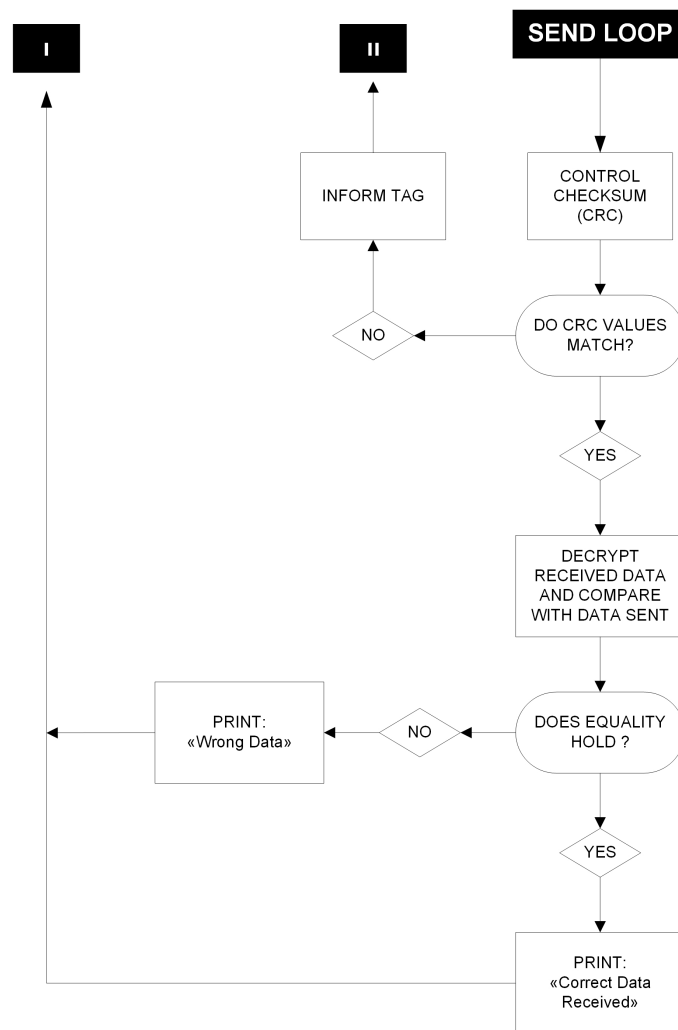 I
II
SEND LOOP
INFORM TAG
CONTROL
CHECKSUM
(CRC)
DO CRC VALUES
MATCH?
NO
YES
DECRYPT
RECEIVED DATA
AND COMPARE
WITH DATA SENT
DOES EQUALITY
HOLD ?
NO
PRINT:
«Wrong Data»
YES
PRINT:
«Correct Data
Received»